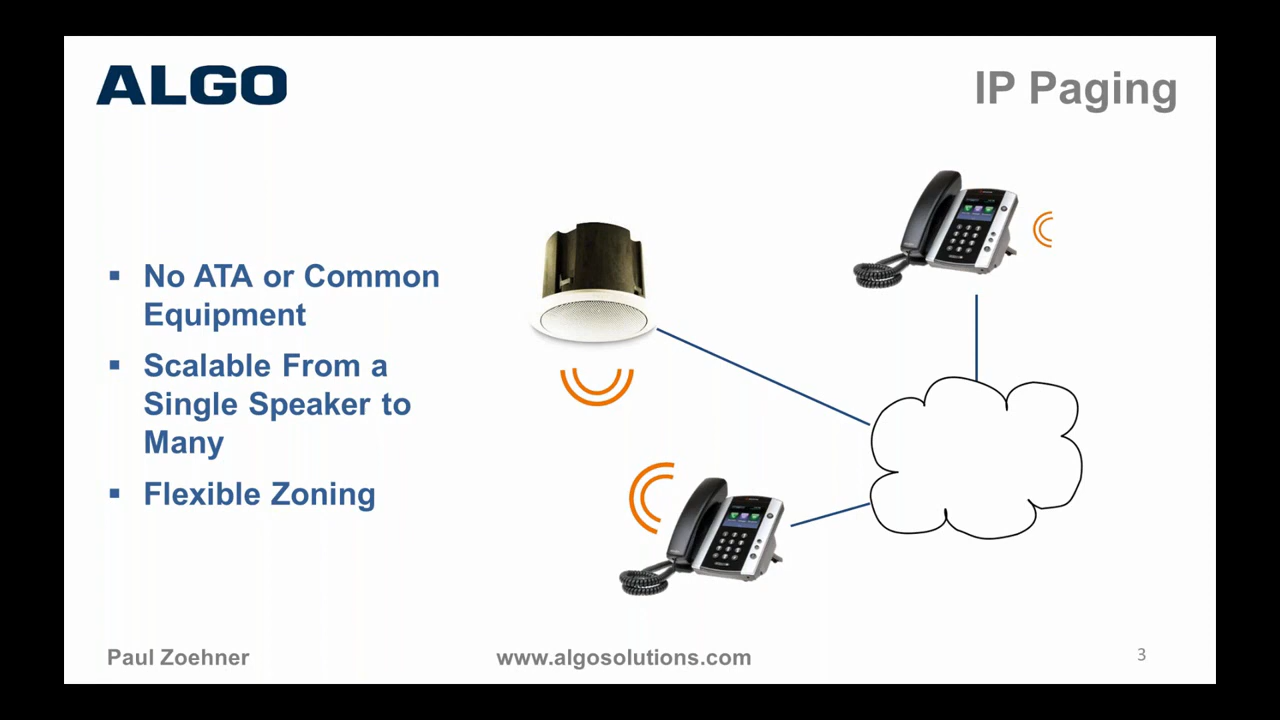 ALGO
IP Paging
▪ No ATA or Common
Equipment
▪ Scalable From a
Single Speaker to
Many
▪ Flexible Zoning
Paul Zoehner
www.algosolutions.com
3